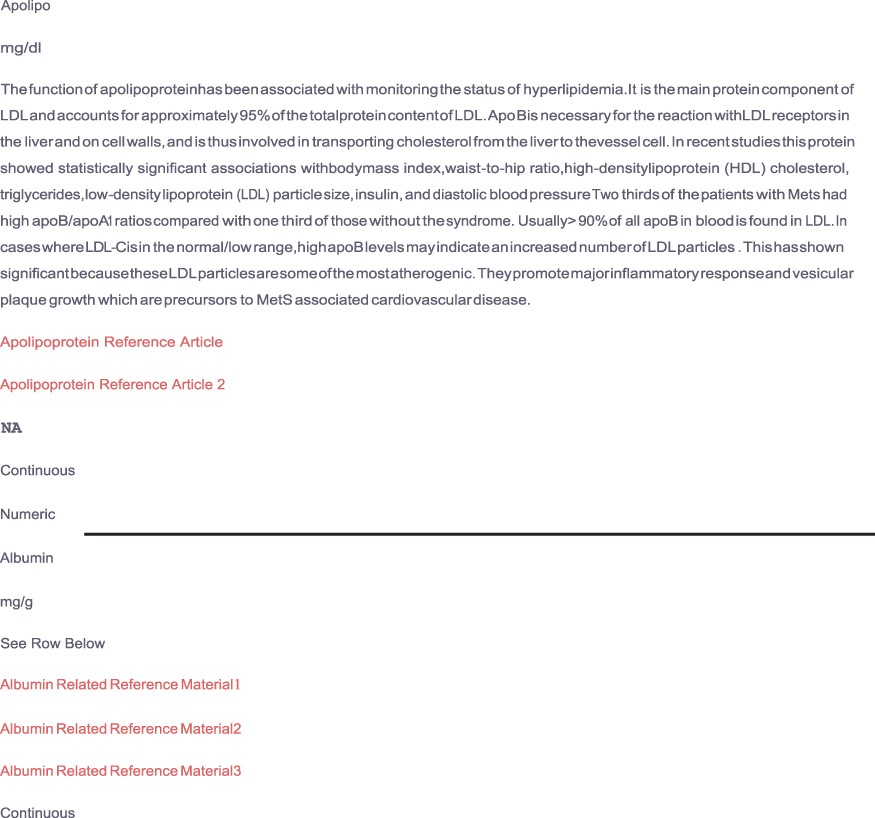 Apolipo
mg/dl
The function of apolipoprotein has been associated with monitoring the status of hyperlipidemia. It is the main protein component of
LDL and accounts for approximately 95% of the total protein content of LDL. Apo B is necessary for the reaction with LDL receptors in
the liver and on cell walls, and is thus involved in transporting cholesterol from the liver to the vessel cell. In recent studies this protein
showed statistically significant associations with body mass index, waist-to-hip ratio, high-density lipoprotein (HDL) cholesterol,
triglycerides, low-density lipoprotein (LDL) particle size, insulin, and diastolic blood pressure Two thirds of the patients with Mets had
high apoB/apoA1 ratios compared with one third of those without the syndrome. Usually > 90% of all apoB in blood is found in LDL. In
cases where LDL-C is in the normal/low range, high apoB levels may indicate an increased number of LDL particles . This has shown
significant because these LDL particles are some of the most atherogenic. They promote major inflammatory response and vesicular
plaque growth which are precursors to MetS associated cardiovascular disease.
Apolipoprotein Reference Article
Apolipoprotein Reference Article 2
NA
Continuous
Numeric
Albumin
mg/g
See Row Below
Albumin Related Reference Material1
Albumin Related Reference Material2
Albumin Related Reference Material3
Continuous